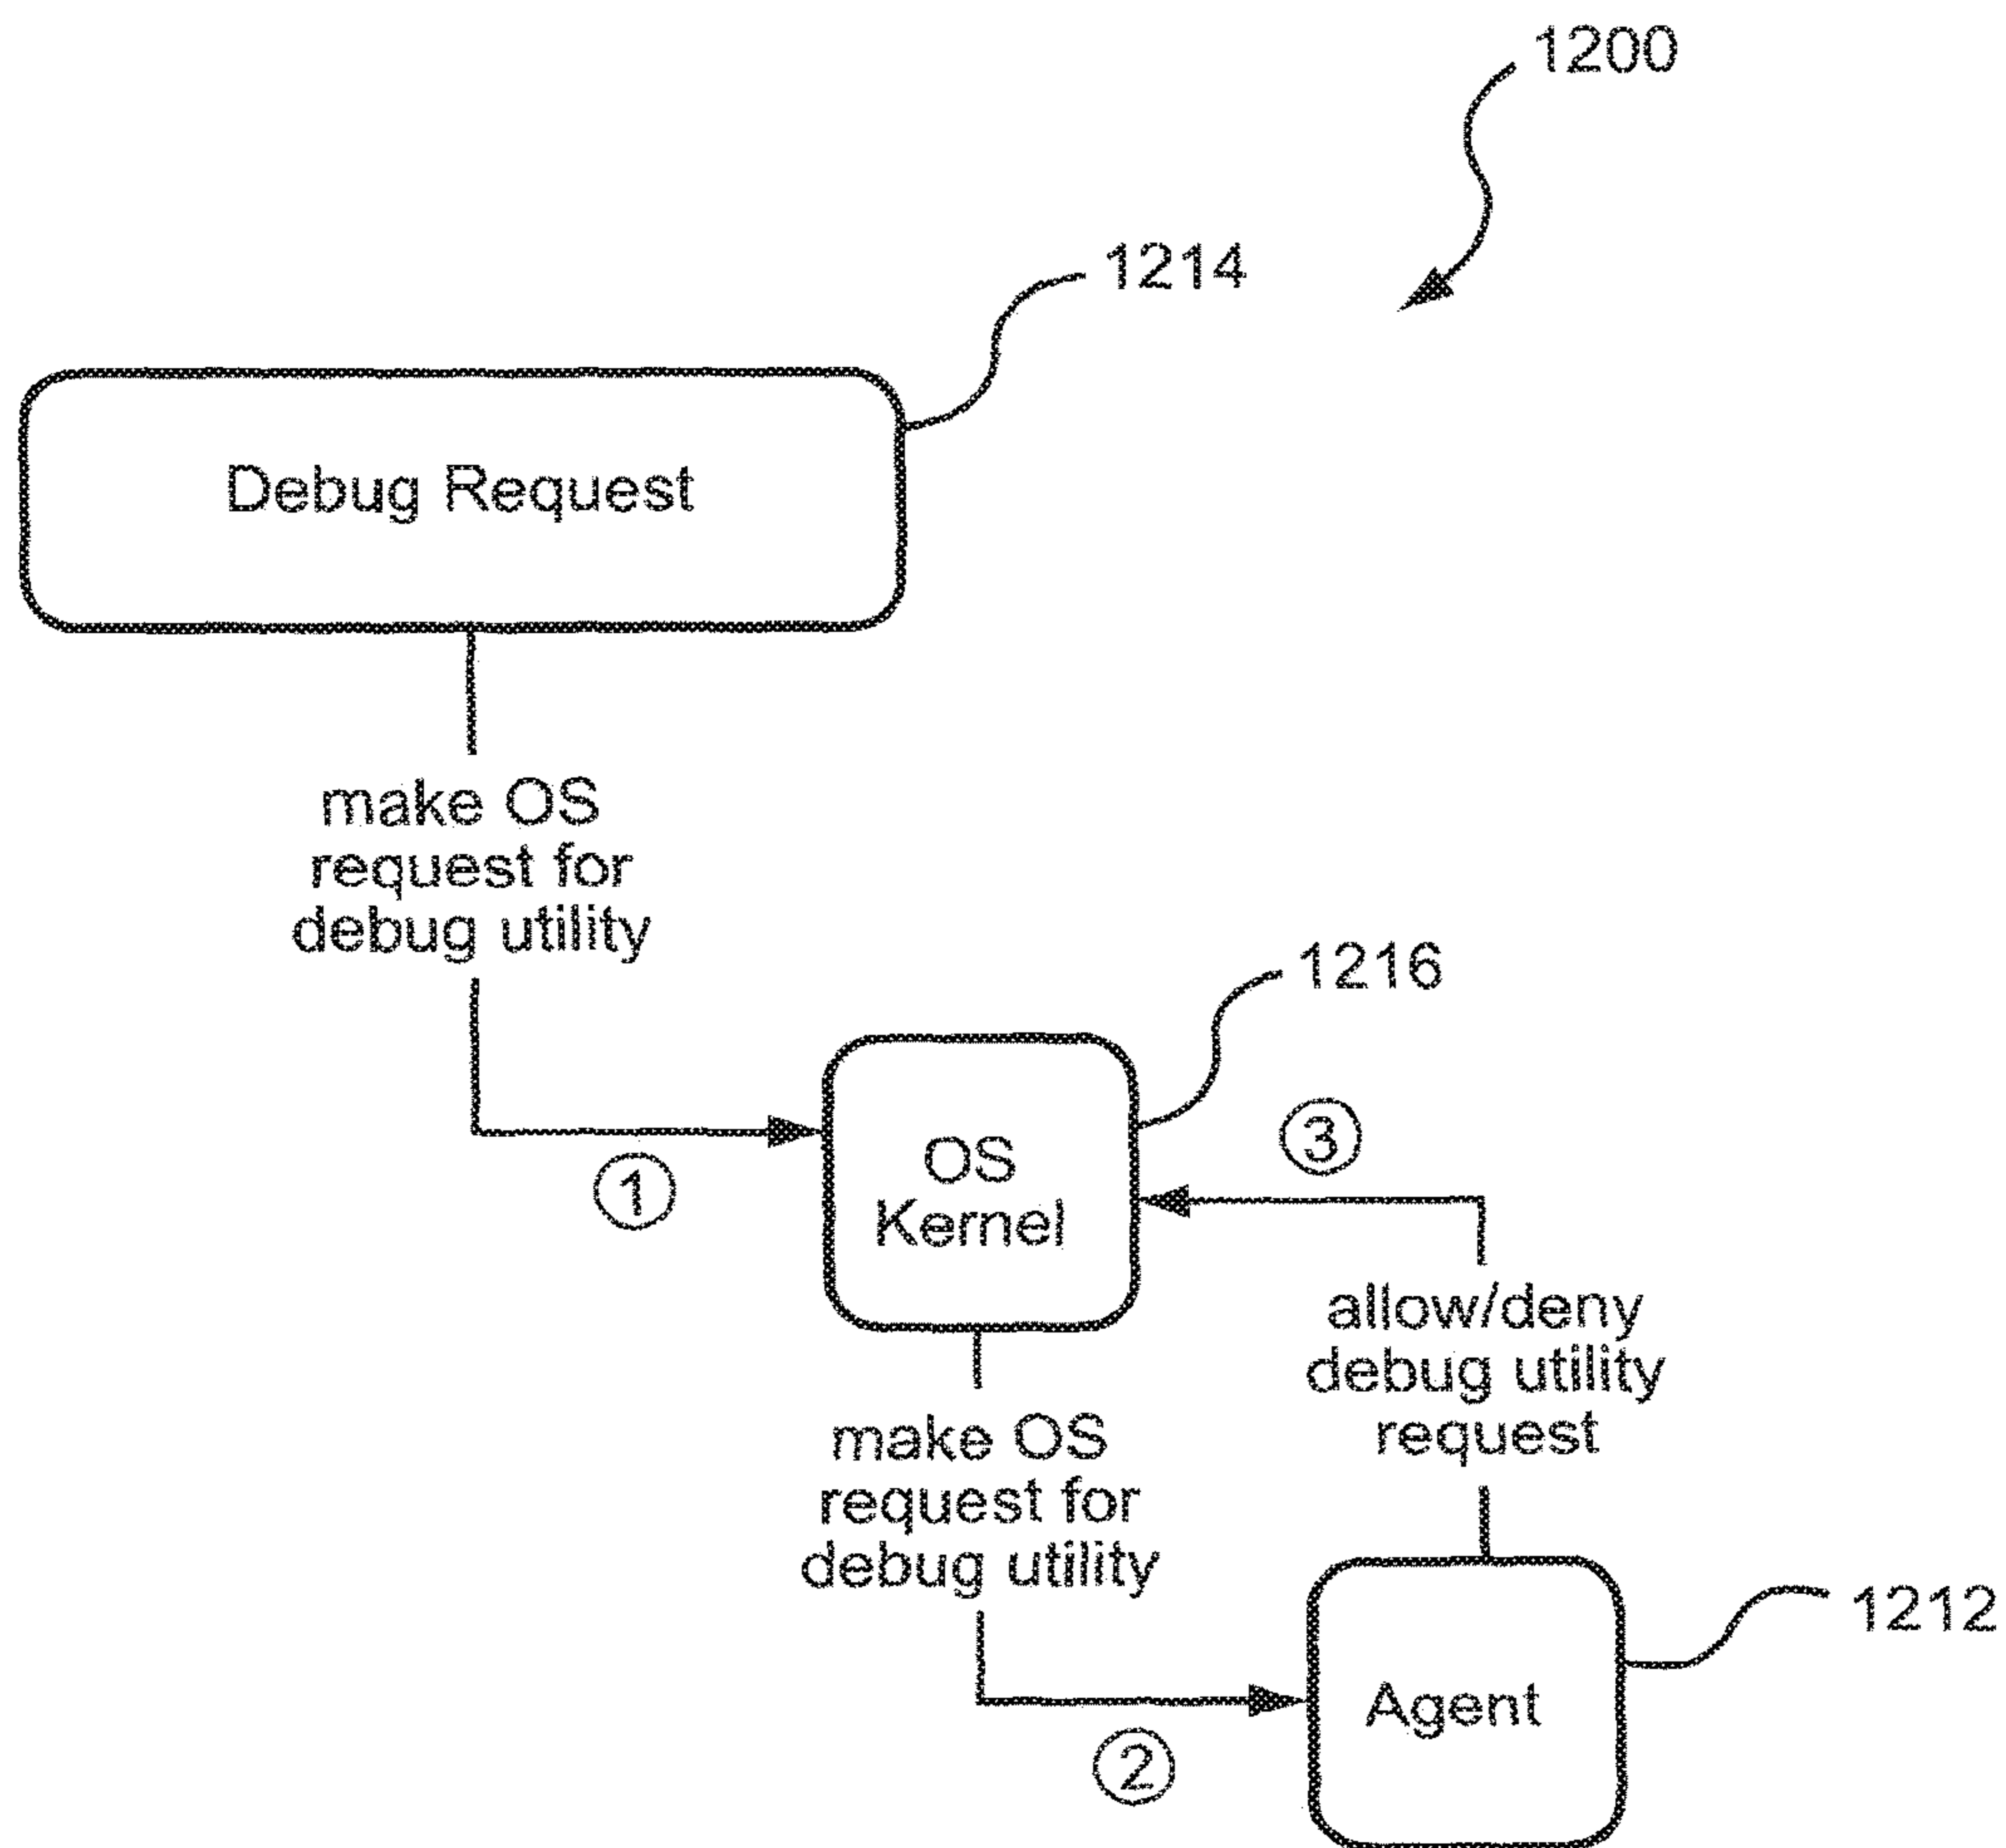 1200
1214
Debug Request
make OS
request for
debug utility
1216
OS
Kernel
1
3
allow/deny
debug utility
request
make OS
request for
debug utility
1212
Agent
2